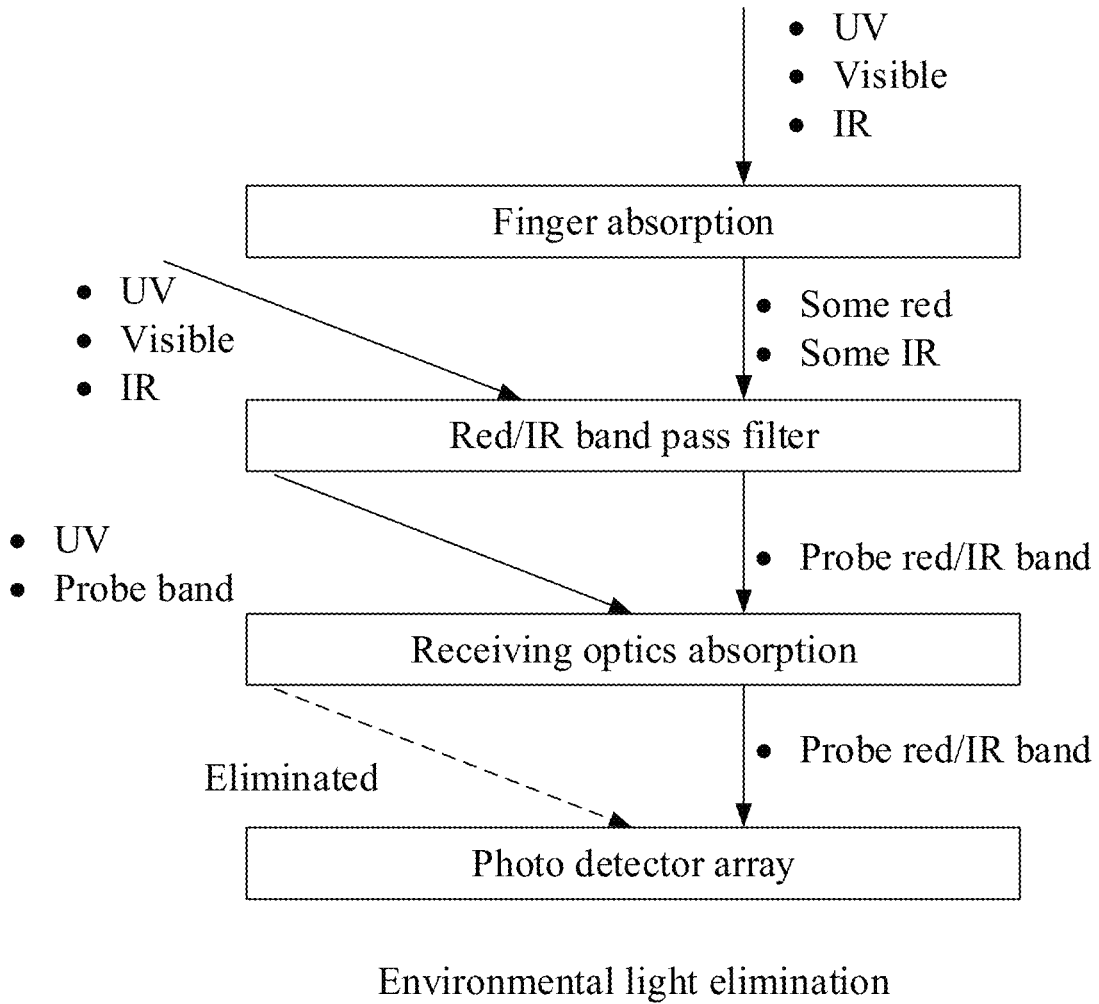 • UV
• Visible
• IR
Finger absorption
• UV
• Visible
• IR
• Some red
• Some IR
Red/IR band pass filter
• UV
• Probe band
• Probe red/IR band
Receiving optics absorption
Eliminated
• Probe red/IR band
Photo detector array
Environmental light elimination